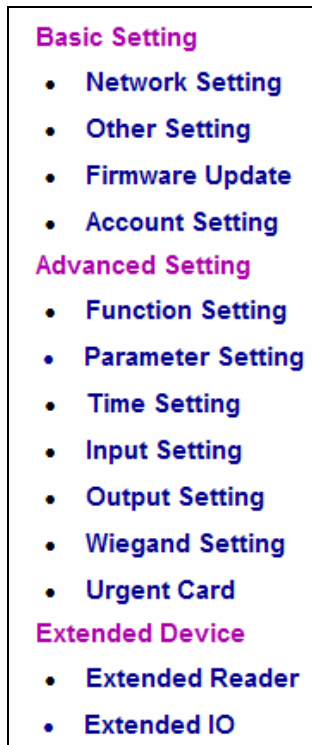 Basic Setting
• Network Setting
• Other Setting
• Firmware Update
• Account Setting
Advanced Setting
• Function Setting
• Parameter Setting
• Time Setting
• Input Setting
• Output Setting
• Wiegand Setting
• Urgent Card
Extended Device
• Extended Reader
• Extended IO